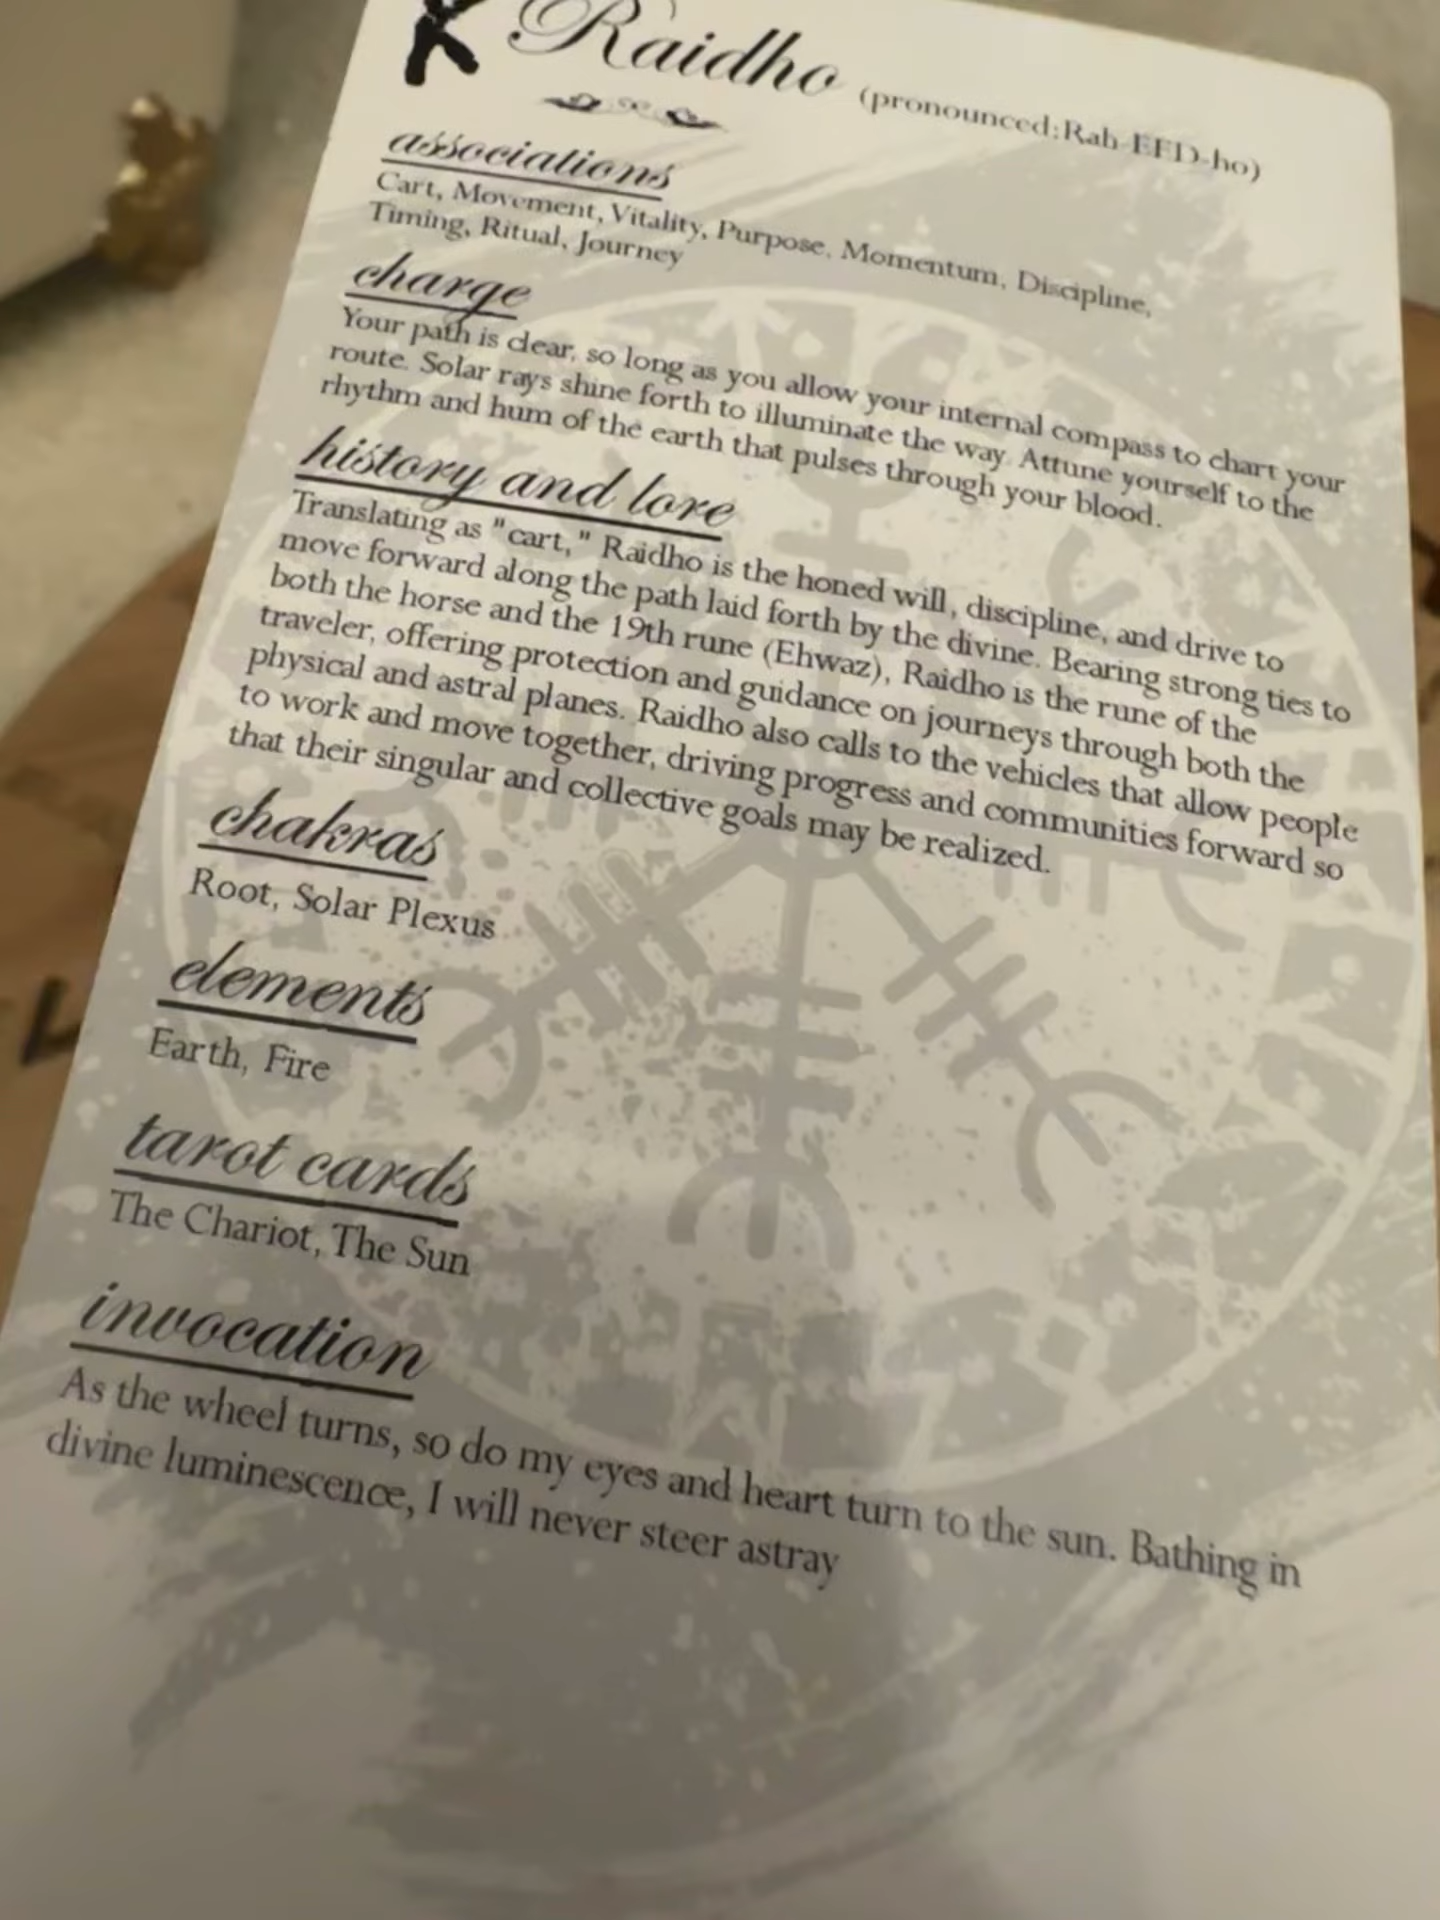 Raidho (pronounced: Rah-EED-ho)
associations
Cart, Movement, Vitality, Purpose, Momentum, Discipline,
Timing, Ritual, Journey
charge
Your path is clear, so long as you allow your internal compass to chart your
route. Solar rays shine forth to illuminate the way. Attune yourself to the
rhythm and hum of the earth that pulses through your blood.
history and lore
Translating as "cart," Raidho is the honed will, discipline, and drive to
move forward along the path laid forth by the divine. Bearing strong ties to
both the horse and the 19th rune (Ehwaz), Raidho is the rune of the
traveler, offering protection and guidance on journeys through both the
physical and astral planes. Raidho also calls to the vehicles that allow people
to work and move together, driving progress and communities forward so
that their singular and collective goals may be realized.
chakras
Root, Solar Plexus
elements
Earth, Fire
tarot cards
The Chariot, The Sun
invocation
As the wheel turns, so do my eyes and heart turn to the sun. Bathing in
divine luminescence, I will never steer astray